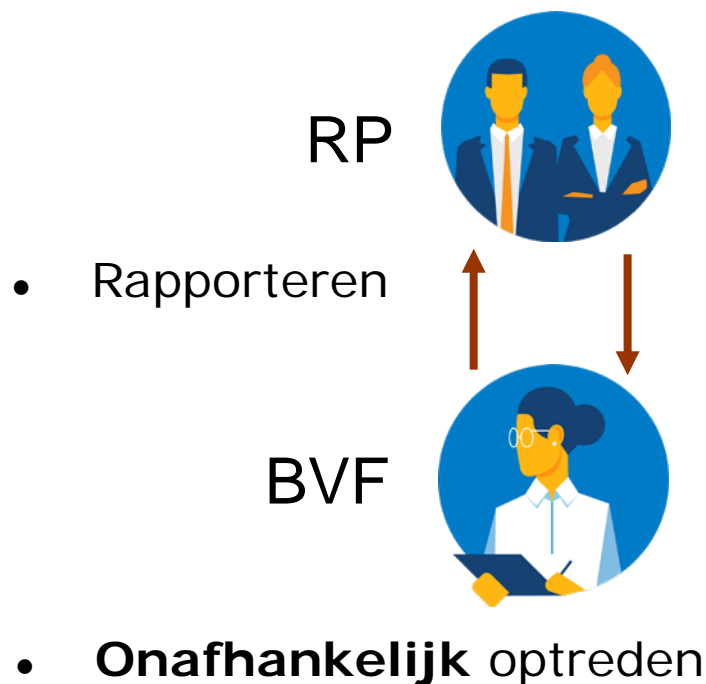 RP
• Rapporteren
BVF
• Onafhankelijk optreden